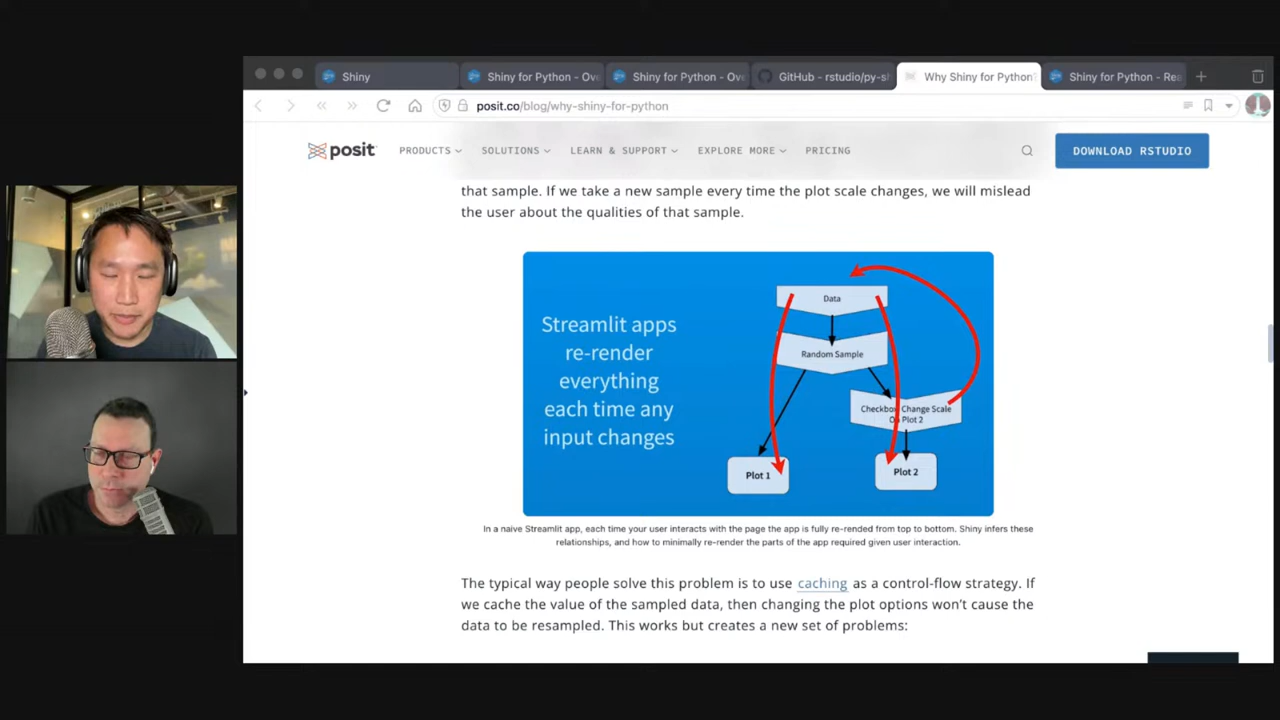 Shiny
Shiny for Python - Ove
Shiny for Python - Ove
GitHub - rstudio/py-sh
Why Shiny for Python?
Shiny for Python - Rea
posit.co/blog/why-shiny-for-python
posit
PRODUCTS
SOLUTIONS
LEARN & SUPPORT
EXPLORE MORE
PRICING
DOWNLOAD RSTUDIO
that sample. If we take a new sample every time the plot scale changes, we will mislead
the user about the qualities of that sample.
Streamlit apps
re-render
everything
each time any
input changes
Data
Random Sample
Checkbox Change Scale
On Plot 2
Plot 1
Plot 2
In a naive Streamlit app, each time your user interacts with the page the app is fully re-rended from top to bottom. Shiny infers these
relationships, and how to minimally re-render the parts of the app required given user interaction.
The typical way people solve this problem is to use caching as a control-flow strategy. If
we cache the value of the sampled data, then changing the plot options won't cause the
data to be resampled. This works but creates a new set of problems: